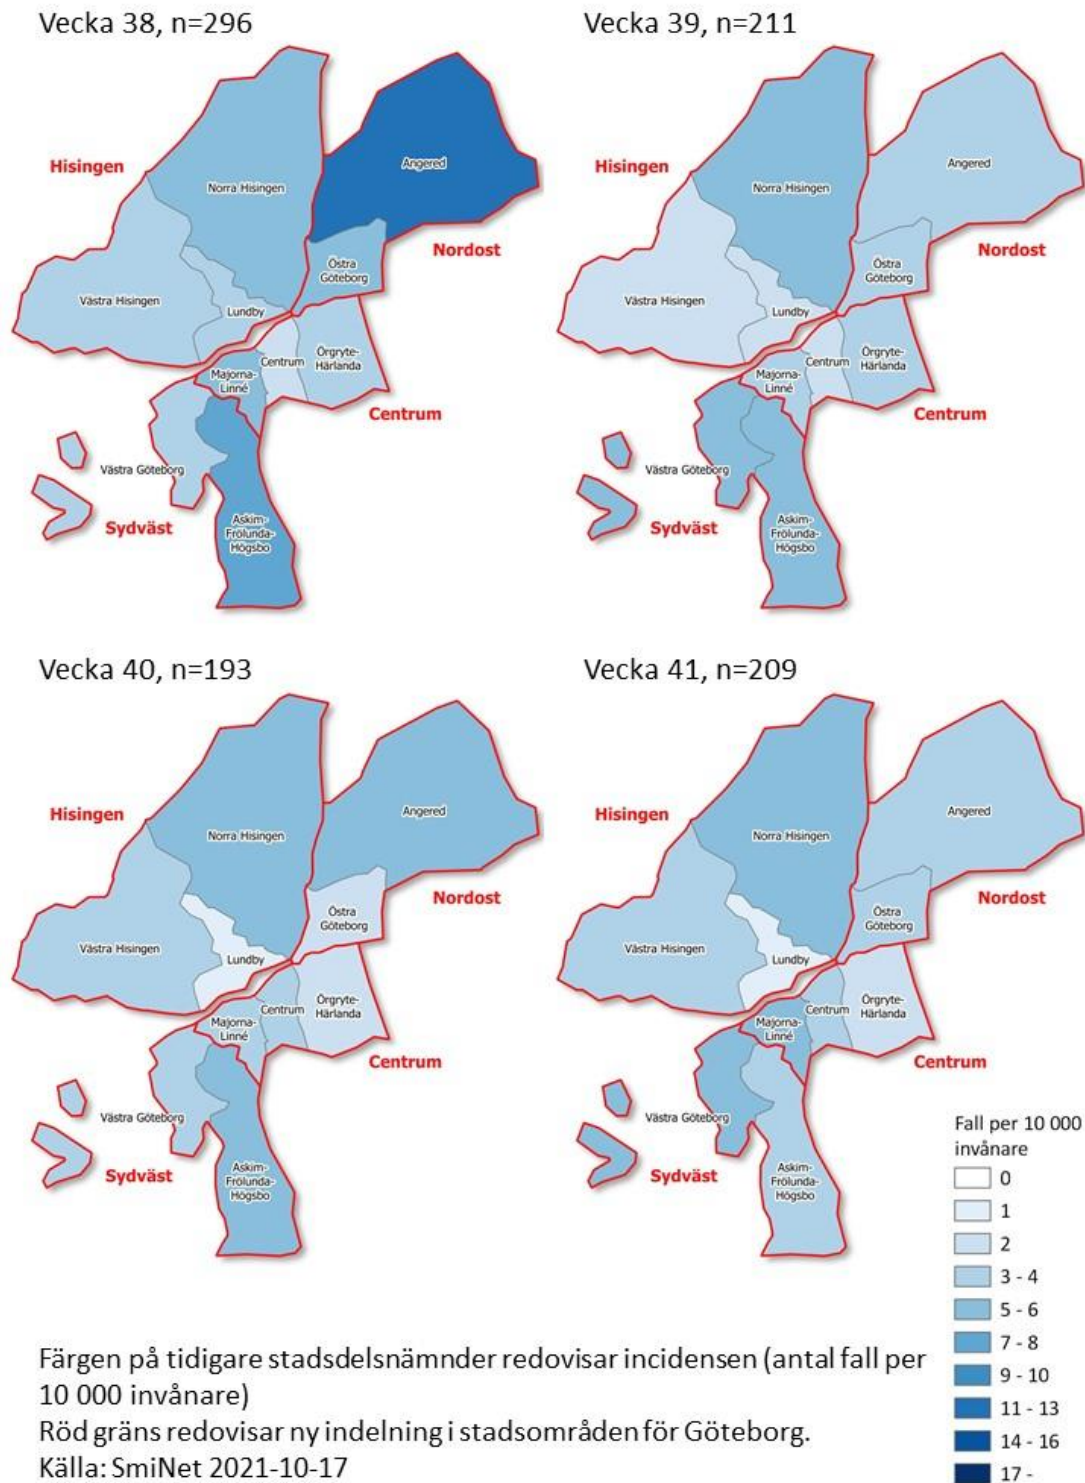 Vecka 38, n=296
Hisingen
Norra Hisingen
Angered
Nordost
Östra
Göteborg
Västra Hisingen
Lundby
Centrum
Örgryte-
Härlanda
Majorna-
Linné
Centrum
Västra Göteborg
Sydväst
Askim-
Frölunda-
Högsbo
Vecka 39, n=211
Hisingen
Norra Hisingen
Angered
Nordost
Östra
Göteborg
Västra Hisingen
Lundby
Centrum
Örgryte-
Härlanda
Majorna-
Linné
Centrum
Västra Göteborg
Sydväst
Askim-
Frölunda-
Högsbo
Vecka 40, n=193
Hisingen
Norra Hisingen
Angered
Nordost
Östra
Göteborg
Västra Hisingen
Lundby
Centrum
Örgryte-
Härlanda
Majorna-
Linné
Centrum
Västra Göteborg
Sydväst
Askim-
Frölunda-
Högsbo
Vecka 41, n=209
Hisingen
Norra Hisingen
Angered
Nordost
Östra
Göteborg
Västra Hisingen
Lundby
Centrum
Örgryte-
Härlanda
Majorna-
Linné
Centrum
Västra Göteborg
Sydväst
Askim-
Frölunda-
Högsbo
Fall per 10 000
invånare
0
1
2
3 - 4
5 - 6
7 - 8
9 - 10
11 - 13
14 - 16
17 -
Färgen på tidigare stadsdelsnämnder redovisar incidensen (antal fall per
10 000 invånare)
Röd gräns redovisar ny indelning i stadsområden för Göteborg.
Källa: SmiNet 2021-10-17